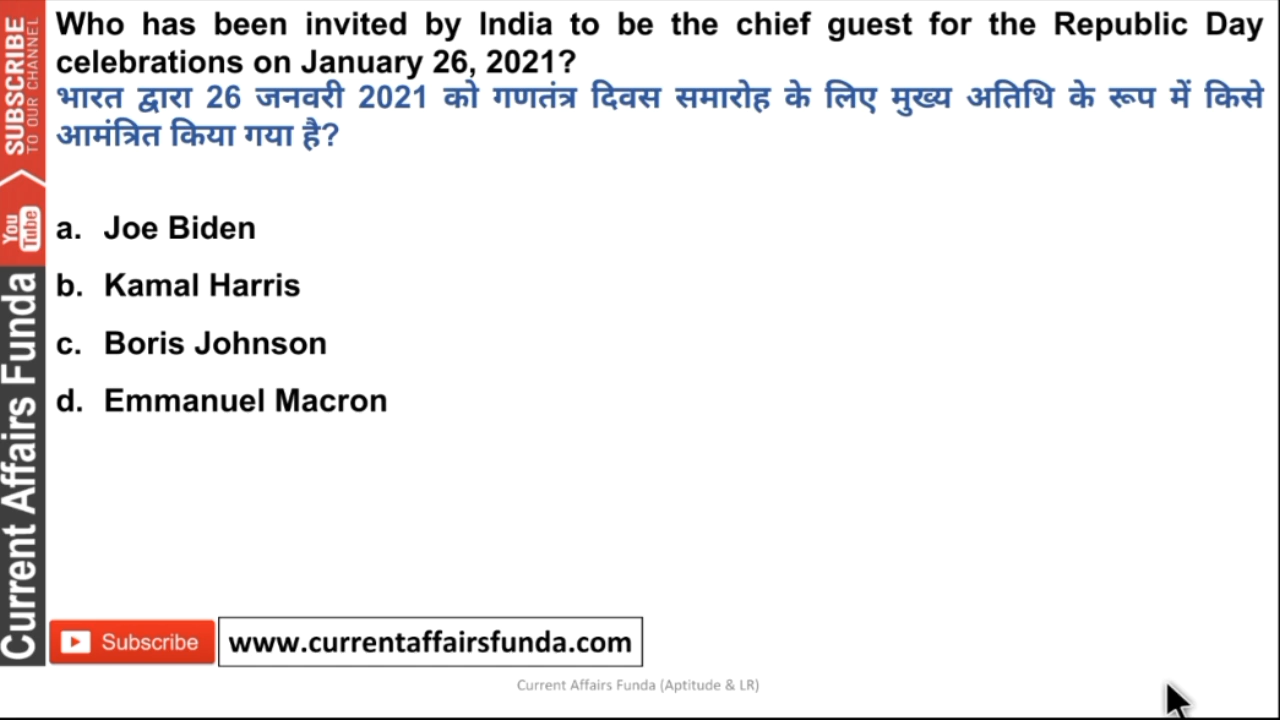 Who has been invited by India to be the chief guest for the Republic Day
celebrations on January 26, 2021?
भारत द्वारा 26 जनवरी 2021 को गणतंत्र दिवस समारोह के लिए मुख्य अतिथि के रूप में किसे
आमंत्रित किया गया है?
a. Joe Biden
b. Kamal Harris
c. Boris Johnson
d. Emmanuel Macron
SUBSCRIBE
TO OUR CHANNEL
You
Tube
Current Affairs Funda
Subscribe
www.currentaffairsfunda.com
Current Affairs Funda (Aptitude & LR)